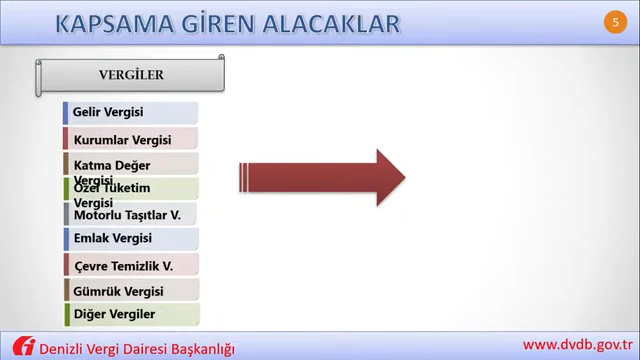 KAPSAMA GİREN ALACAKLAR
5
VERGİLER
Gelir Vergisi
Kurumlar Vergisi
Katma Değer
Vergisi
Özel Tüketim
Vergisi
Motorlu Taşıtlar V.
Emlak Vergisi
Çevre Temizlik V.
Gümrük Vergisi
Diğer Vergiler
Denizli Vergi Dairesi Başkanlığı
www.dvdb.gov.tr